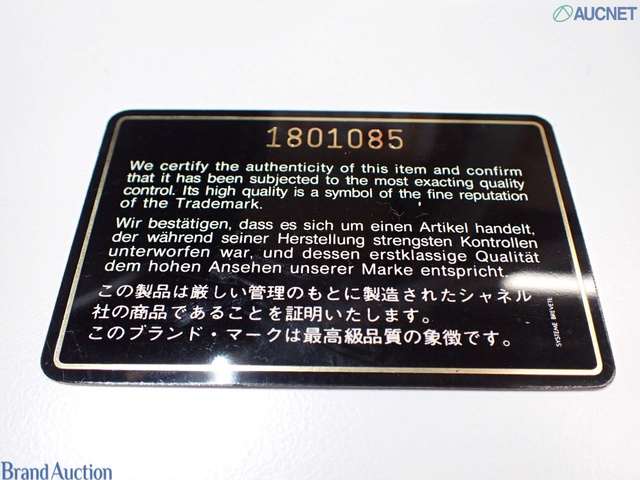 AUCNET
1801085
We certify the authenticity of this item and confirm
that it has been subjected to the most exacting quality
control. Its high quality is a symbol of the fine reputation
of the Trademark.
Wir bestätigen, dass es sich um einen Artikel handelt,
der während seiner Herstellung strengsten Kontrollen
unterworfen war, und dessen erstklassige Qualität
dem hohen Ansehen unserer Marke entspricht.
この製品は厳しい管理のもとに製造されたシャネル
社の商品であることを証明いたします。
このブランド・マークは最高級品質の象徴です。
SYSTEME BREVETE
Brand Auction